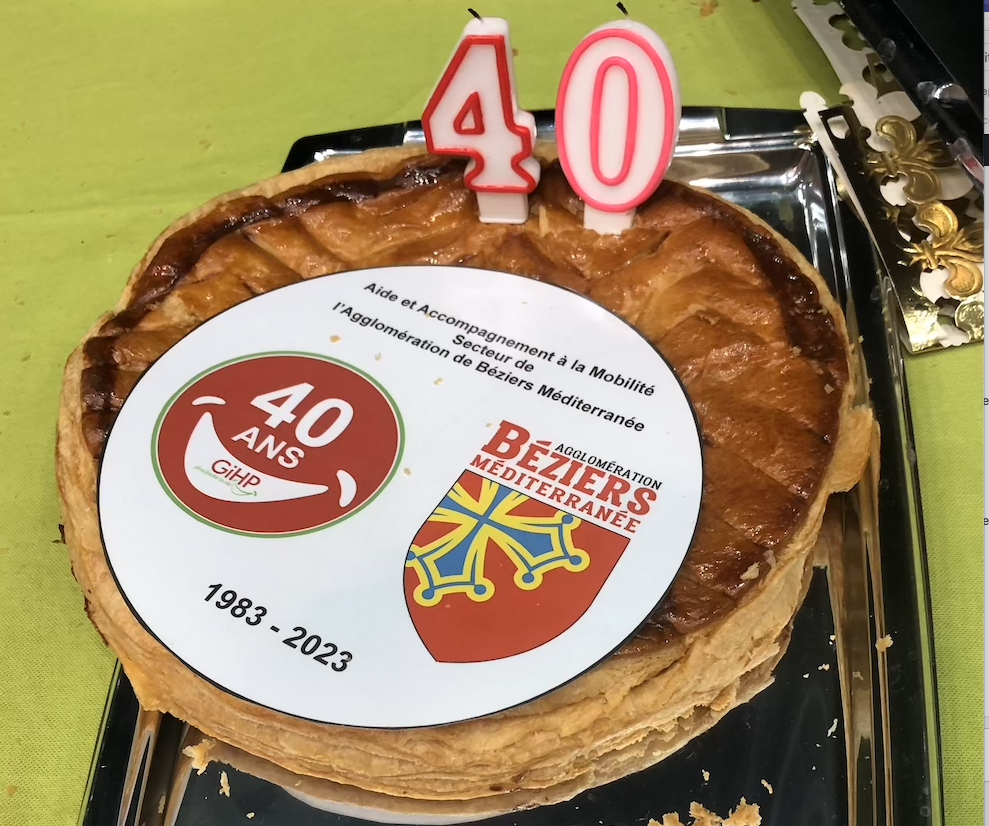 40
Aide et Accompagnement à la Mobilité
Secteur de
l'Agglomération de Béziers Méditerranée
40
ANS
GiHP
AGGLOMÉRATION
BÉZIERS
MÉDITERRANÉE
1983 - 2023